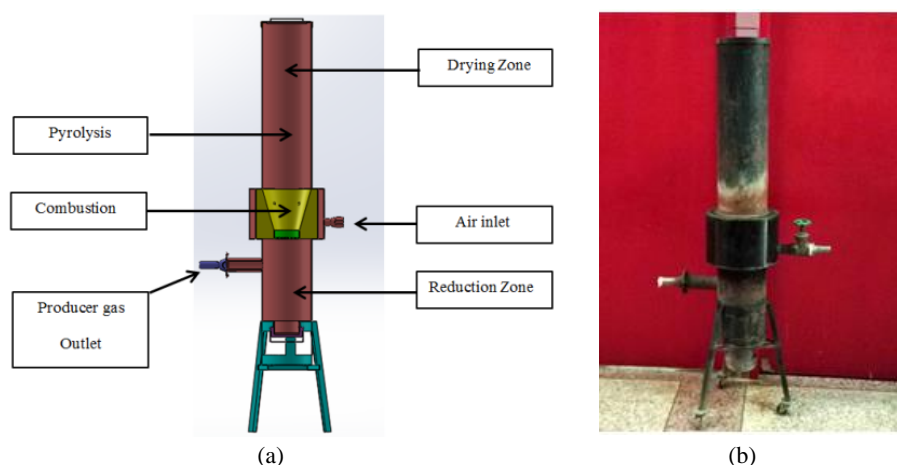 Drying Zone
Pyrolysis
Combustion
Air inlet
Reduction Zone
Producer gas
Outlet
(a)
(b)